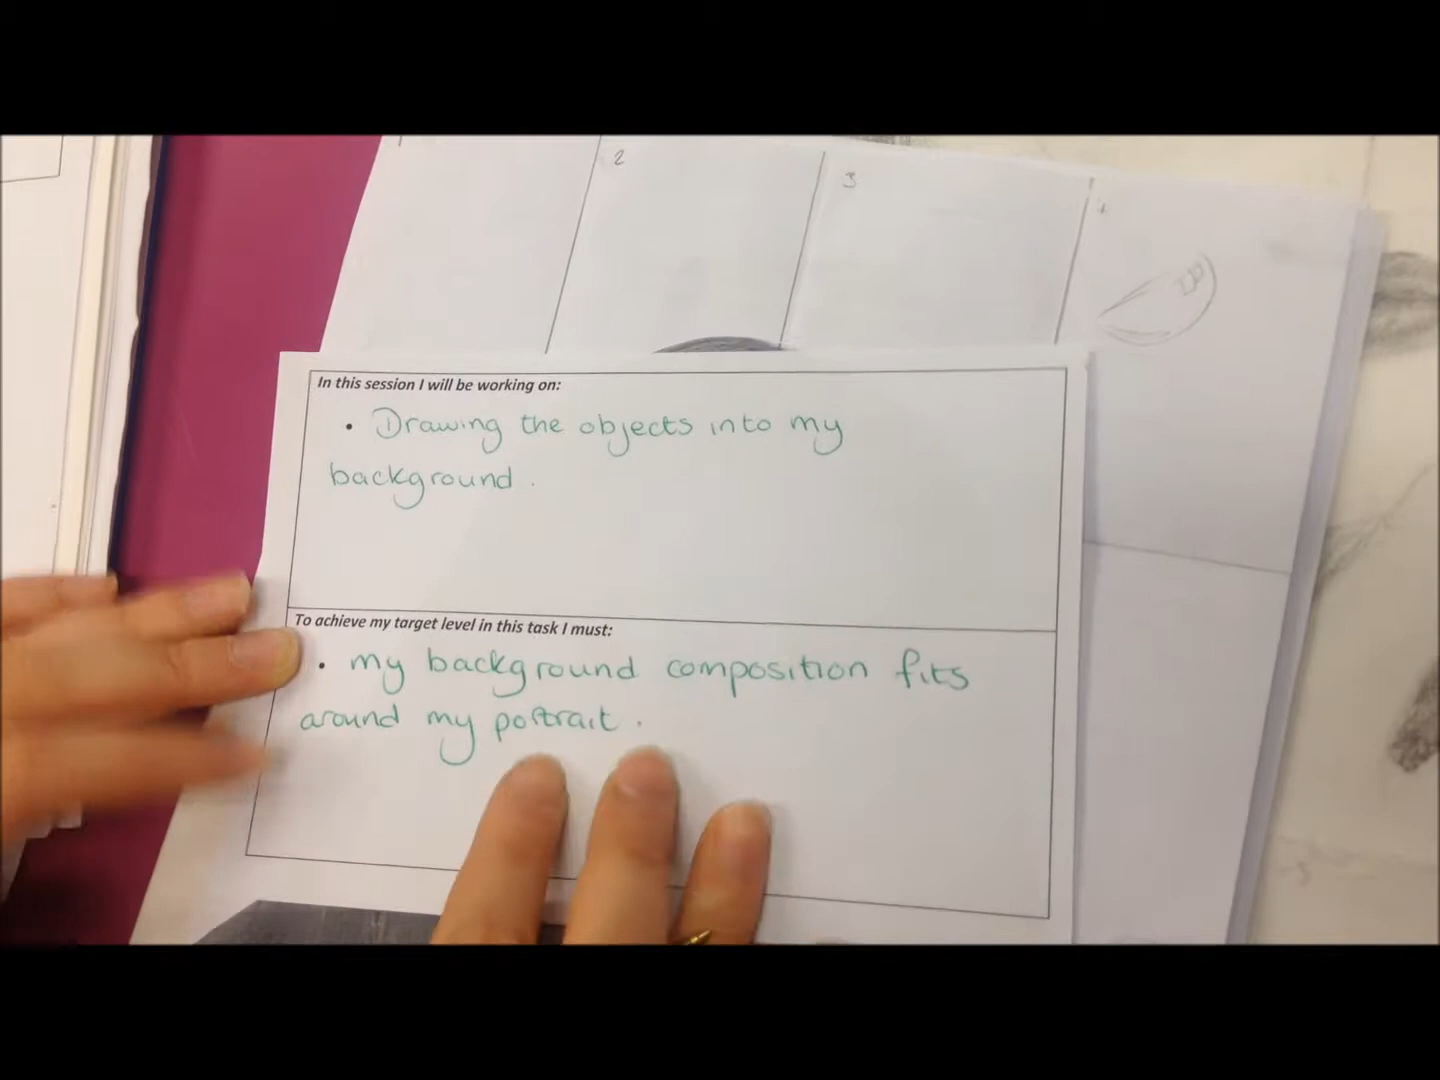 2
3
4
In this session I will be working on:
• Drawing the objects into my
background.
To achieve my target level in this task I must:
• my background composition fits
around my portrait.